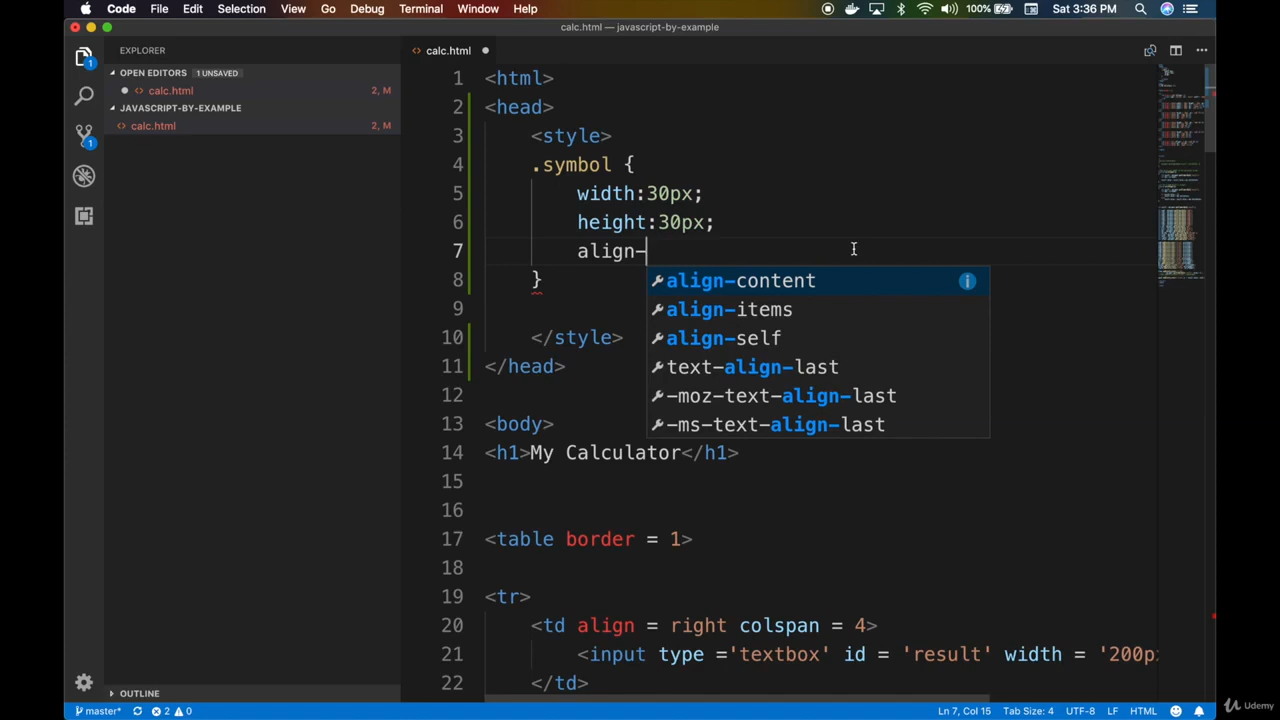 Code File Edit Selection View Go Debug Terminal Window Help 100% Sat 3:36 PM
calc.html — javascript-by-example
EXPLORER
OPEN EDITORS 1 UNSAVED
calc.html 2, M
JAVASCRIPT-BY-EXAMPLE
calc.html 2, M
OUTLINE
1
1
calc.html
1 <html>
2 <head>
3 <style>
4 .symbol {
5 width:30px;
6 height:30px;
7 align-
8 }
9
10 </style>
11 </head>
12
13 <body>
14 <h1>My Calculator</h1>
15
16
17 <table border = 1>
18
19 <tr>
20 <td align = right colspan = 4>
21 <input type ='textbox' id = 'result' width = '200p
22 </td>
align-content
align-items
align-self
text-align-last
-moz-text-align-last
-ms-text-align-last
master* 2 0 Ln 7, Col 15 Tab Size: 4 UTF-8 LF HTML
Udemy